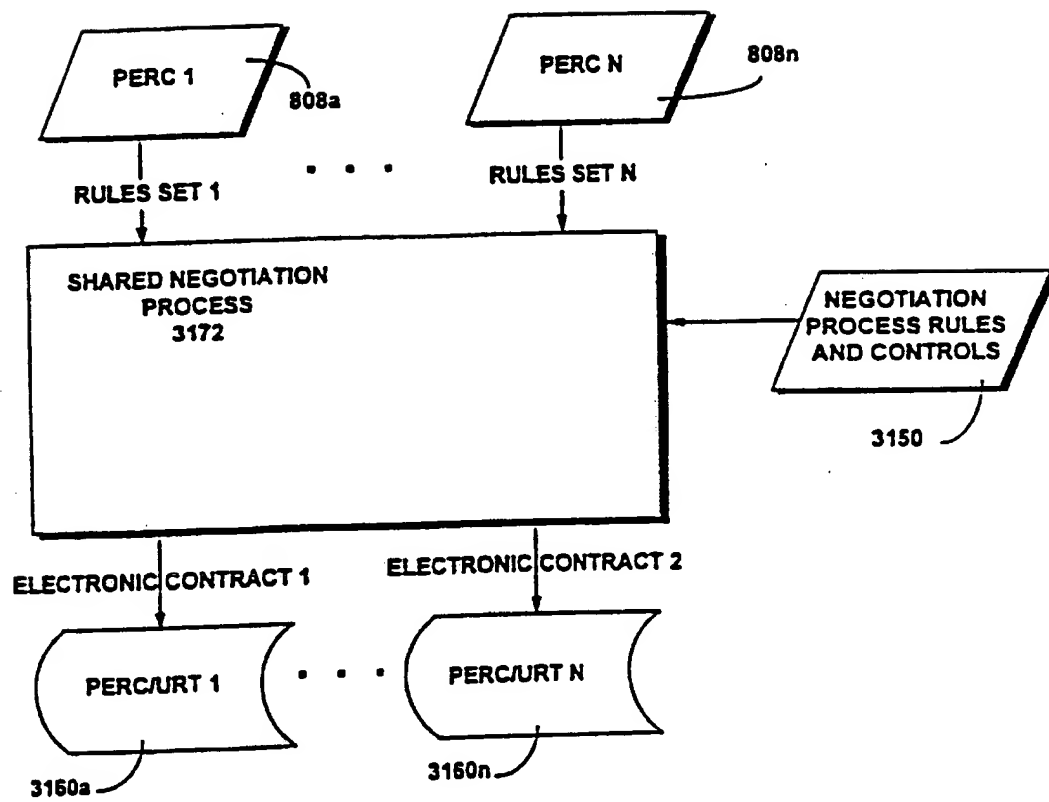 PERC 1
808a
PERC N
808n
RULES SET 1
. . .
RULES SET N
SHARED NEGOTIATION
PROCESS
3172
NEGOTIATION
PROCESS RULES
AND CONTROLS
3150
ELECTRONIC CONTRACT 1
ELECTRONIC CONTRACT 2
PERC/URT 1
. . .
PERC/URT N
3160a
3160n